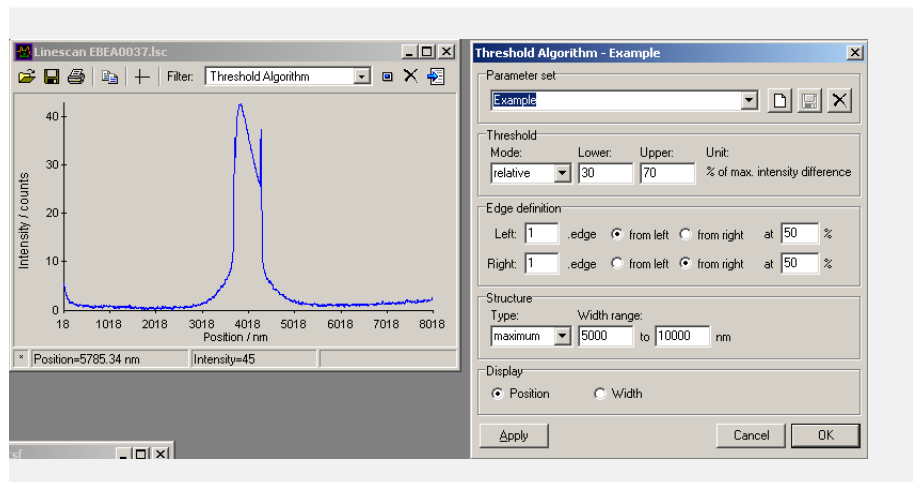 Linescan EBEA0037.lsc
Filter: Threshold Algorithm
40
30
20
10
0
Intensity / counts
18 1018 2018 3018 4018 5018 6018 7018 8018
Position / nm
* Position=5785.34 nm Intensity=45
Threshold Algorithm - Example
Parameter set
Example
Threshold
Mode: Lower: Upper: Unit:
relative 30 70 % of max. intensity difference
Edge definition
Left: 1 .edge from left from right at 50 %
Right: 1 .edge from left from right at 50 %
Structure
Type: Width range:
maximum 5000 to 10000 nm
Display
Position Width
Apply Cancel OK